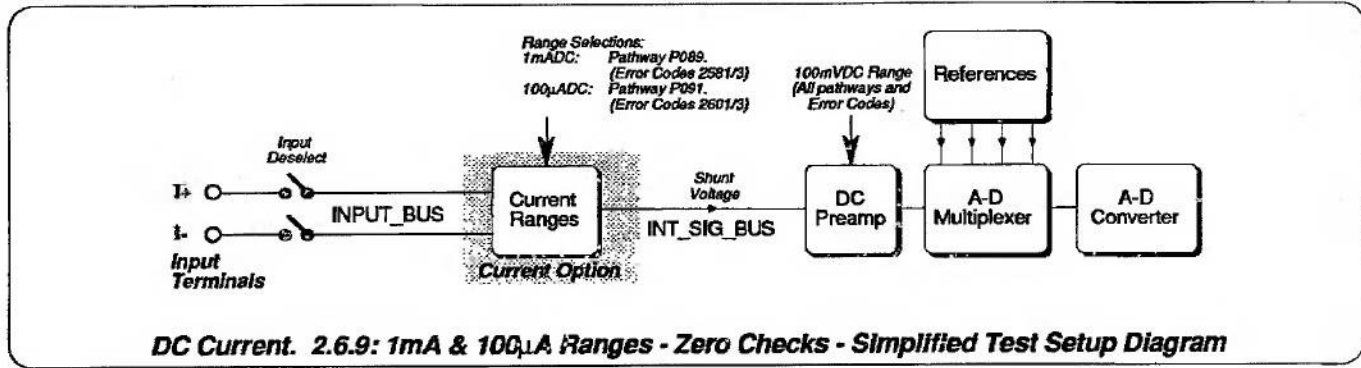 Range Selections:
1mADC: Pathway P089.
(Error Codes 2581/3)
100µADC: Pathway P091.
(Error Codes 2601/3)
100mVDC Range
(All pathways and
Error Codes)
References
Input
Deselect
I+
I-
INPUT_BUS
Input
Terminals
Current
Ranges
Current Option
Shunt
Voltage
INT_SIG_BUS
DC
Preamp
A-D
Multiplexer
A-D
Converter
DC Current. 2.6.9: 1mA & 100µA Ranges - Zero Checks - Simplified Test Setup Diagram